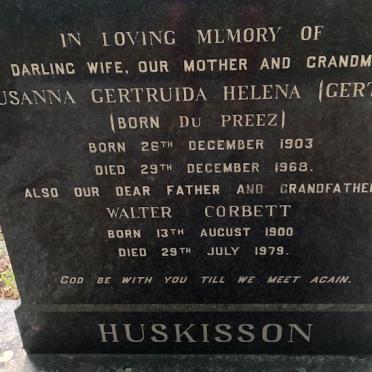 IN LOVING MEMORY OF
DARLING WIFE, OUR MOTHER AND GRANDM
USANNA GERTRUIDA HELENA (GERT
(BORN DU PREEZ)
BORN 26TH DECEMBER 1903
DIED 29TH DECEMBER 1968.
ALSO OUR DEAR FATHER AND GRANDFATHE
WALTER CORBETT
BORN 13TH AUGUST 1900
DIED 29TH JULY 1979.
GOD BE WITH YOU TILL WE MEET AGAIN.
HUSKISSON